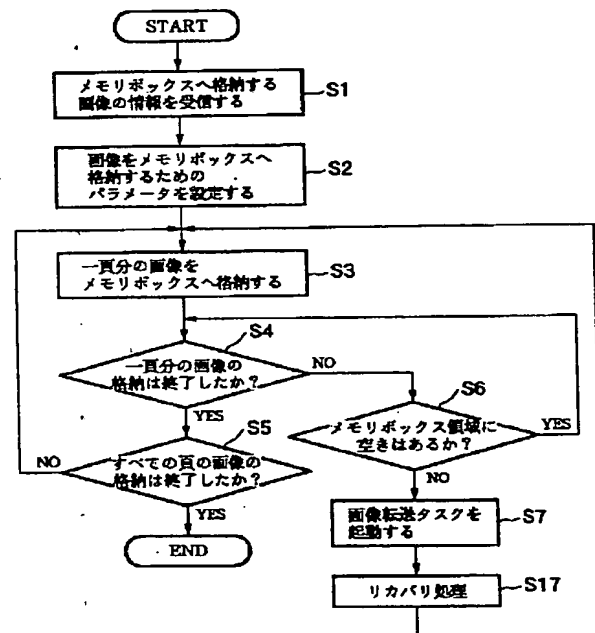 START
メモリボックスへ格納する
画像の情報を受信する
S1
画像をメモリボックスへ
格納するための
パラメータを設定する
S2
一頁分の画像を
メモリボックスへ格納する
S3
S4
一頁分の画像の
格納は終了したか？
NO
YES
S6
メモリボックス領域に
空きはあるか？
YES
NO
S5
すべての頁の画像の
格納は終了したか？
NO
YES
END
画像転送タスクを
起動する
S7
リカバリ処理
S17